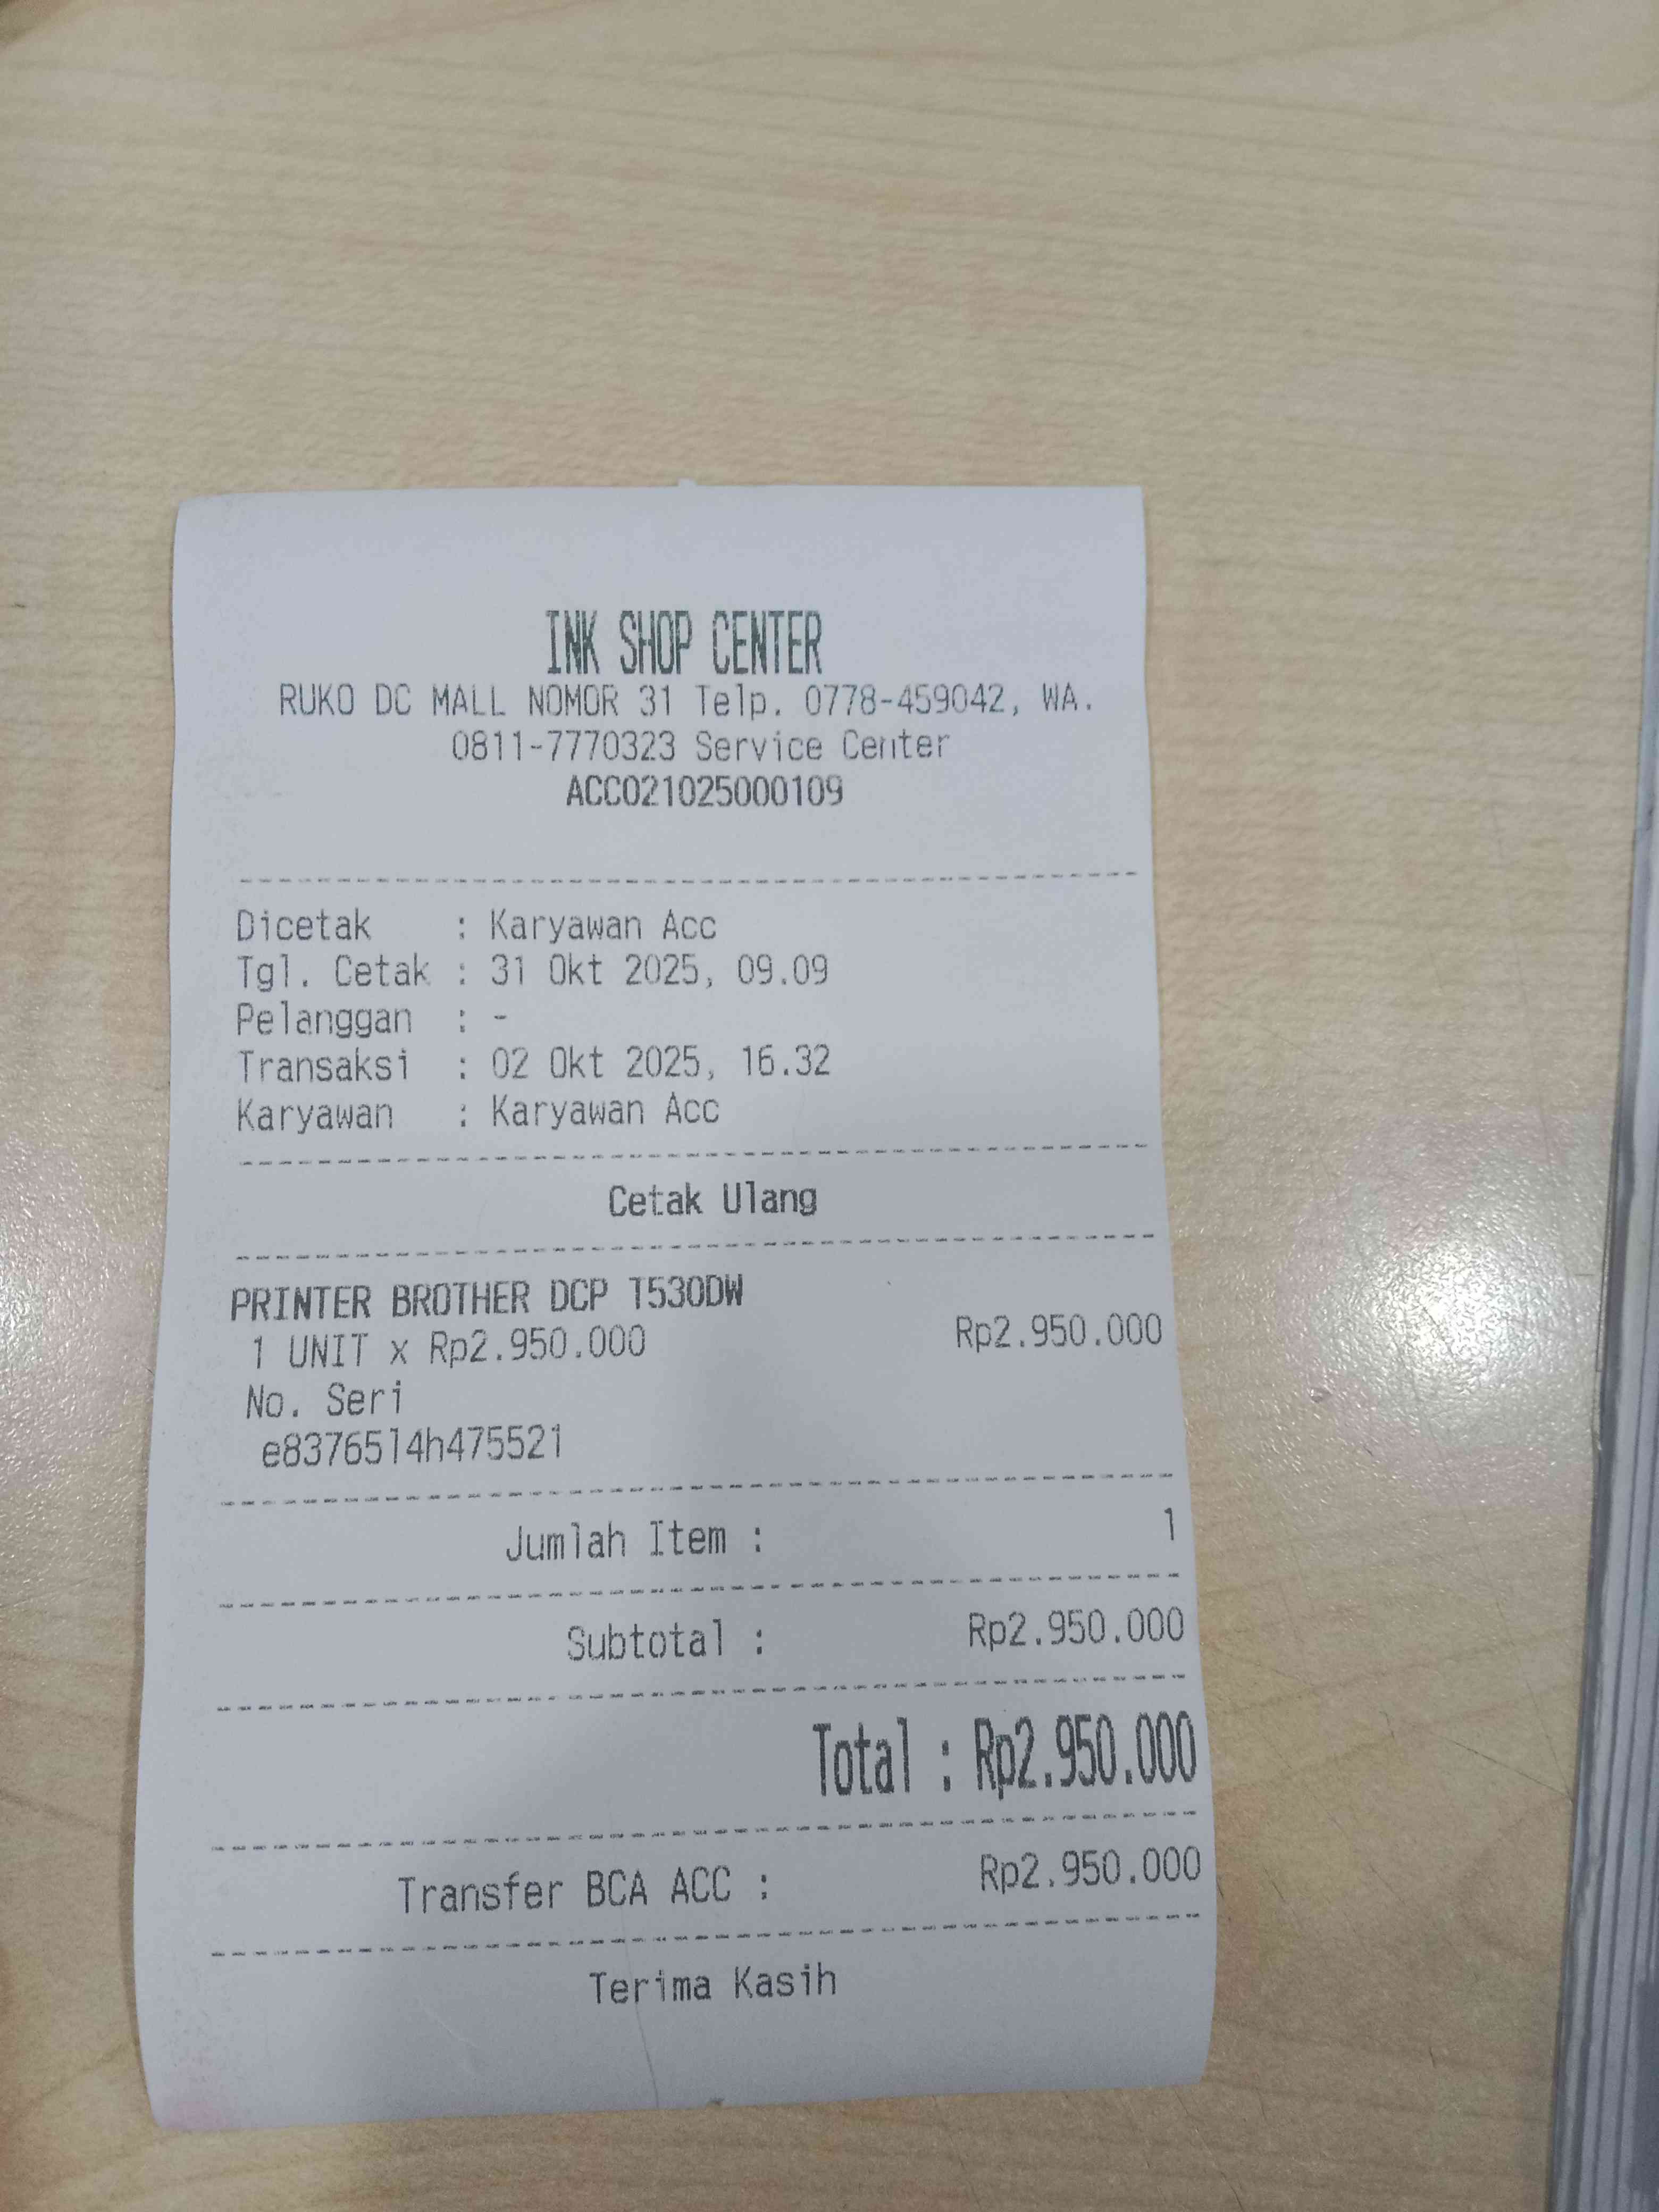 INK SHOP CENTER
RUKO DC MALL NOMOR 31 Telp. 0778-459042, WA.
0811-7770323 Service Center
ACC021025000109
Dicetak : Karyawan Acc
Tgl. Cetak : 31 Okt 2025, 09.09
Pelanggan : -
Transaksi : 02 Okt 2025, 16.32
Karyawan : Karyawan Acc
Cetak Ulang
PRINTER BROTHER DCP T530DW
1 UNIT x Rp2.950.000 Rp2.950.000
No. Seri
e83765l4h475521
Jumlah Item : 1
Subtotal : Rp2.950.000
Total : Rp2.950.000
Transfer BCA ACC : Rp2.950.000
Terima Kasih